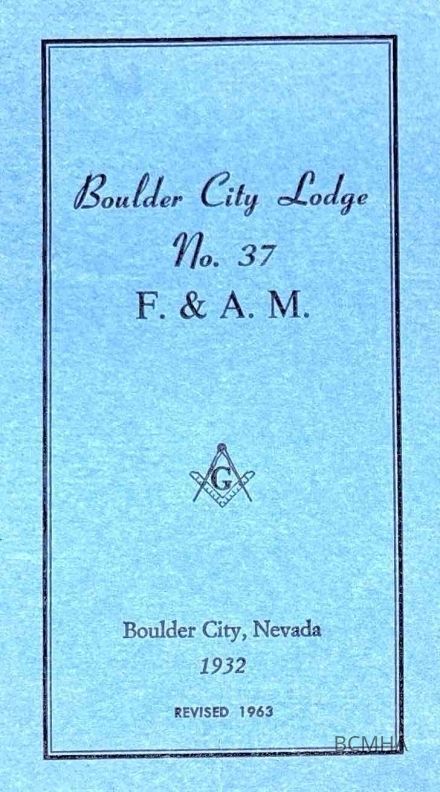 Boulder City Lodge
No. 37
F. & A. M.
G
Boulder City, Nevada
1932
REVISED 1963
BCMHA